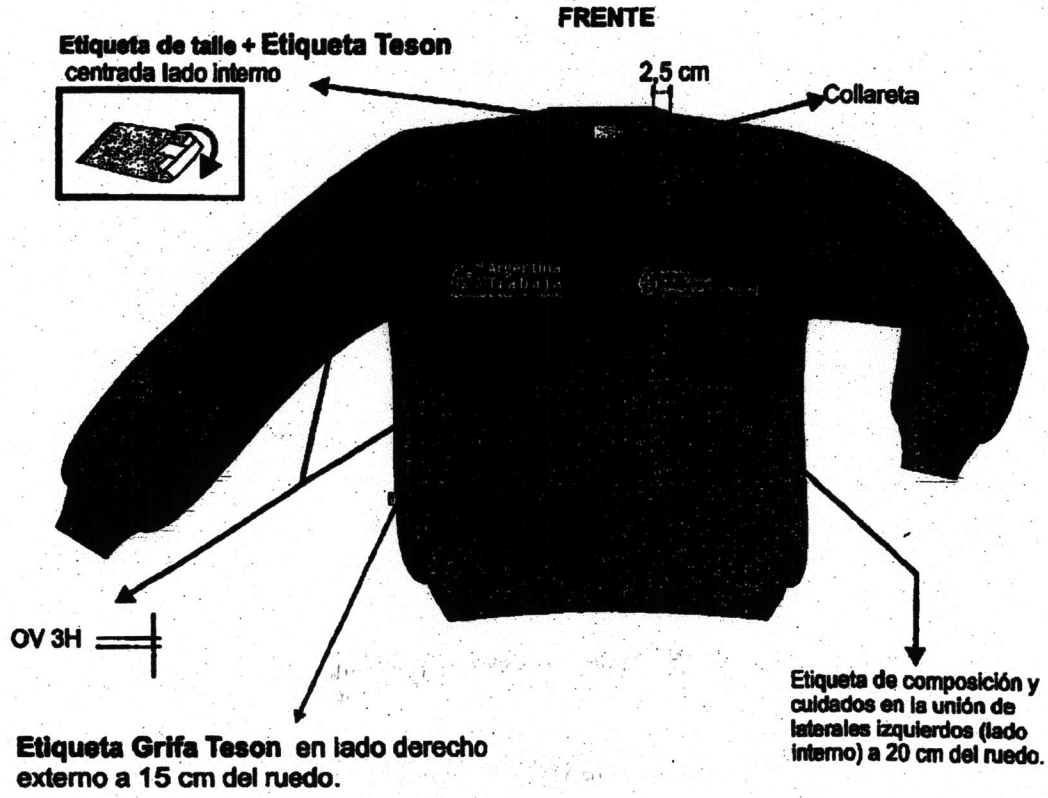 FRENTE
Etiqueta de talle + Etiqueta Teson
centrada lado interno
2,5 cm
Collareta
Argentina
Trabaja
OV 3H
Etiqueta Grifa Teson en lado derecho
externo a 15 cm del ruedo.
Etiqueta de composición y
cuidados en la unión de
laterales izquierdos (lado
interno) a 20 cm del ruedo.